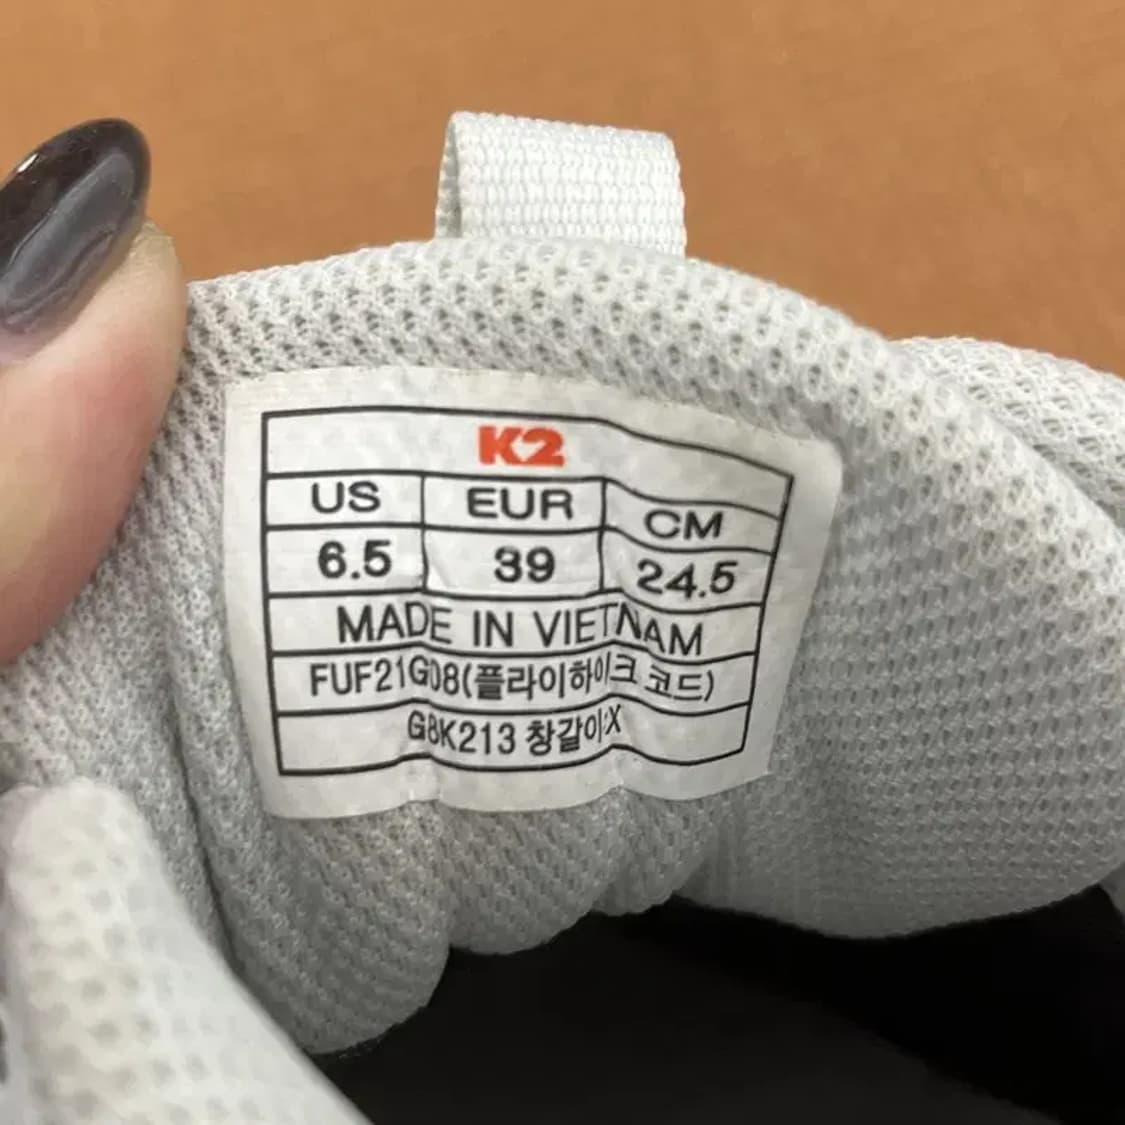 K2
US EUR CM
6.5 39 24.5
MADE IN VIETNAM
FUF21G08(플라이하이크 코드)
G8K213 창갈이:X